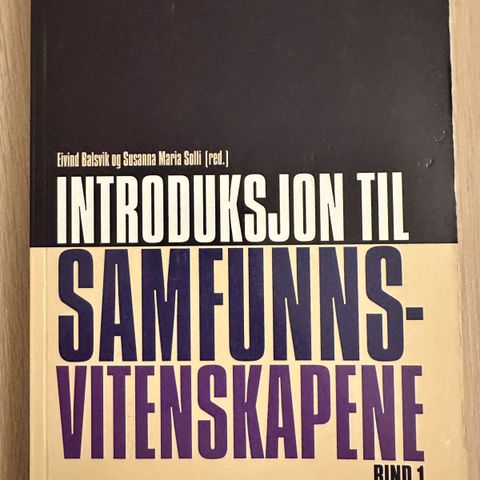 Eivind Balsvik og Susanna Maria Solli (red.)
INTRODUKSJON TIL
SAMFUNNS-
VITENSKAPENE
BIND 1